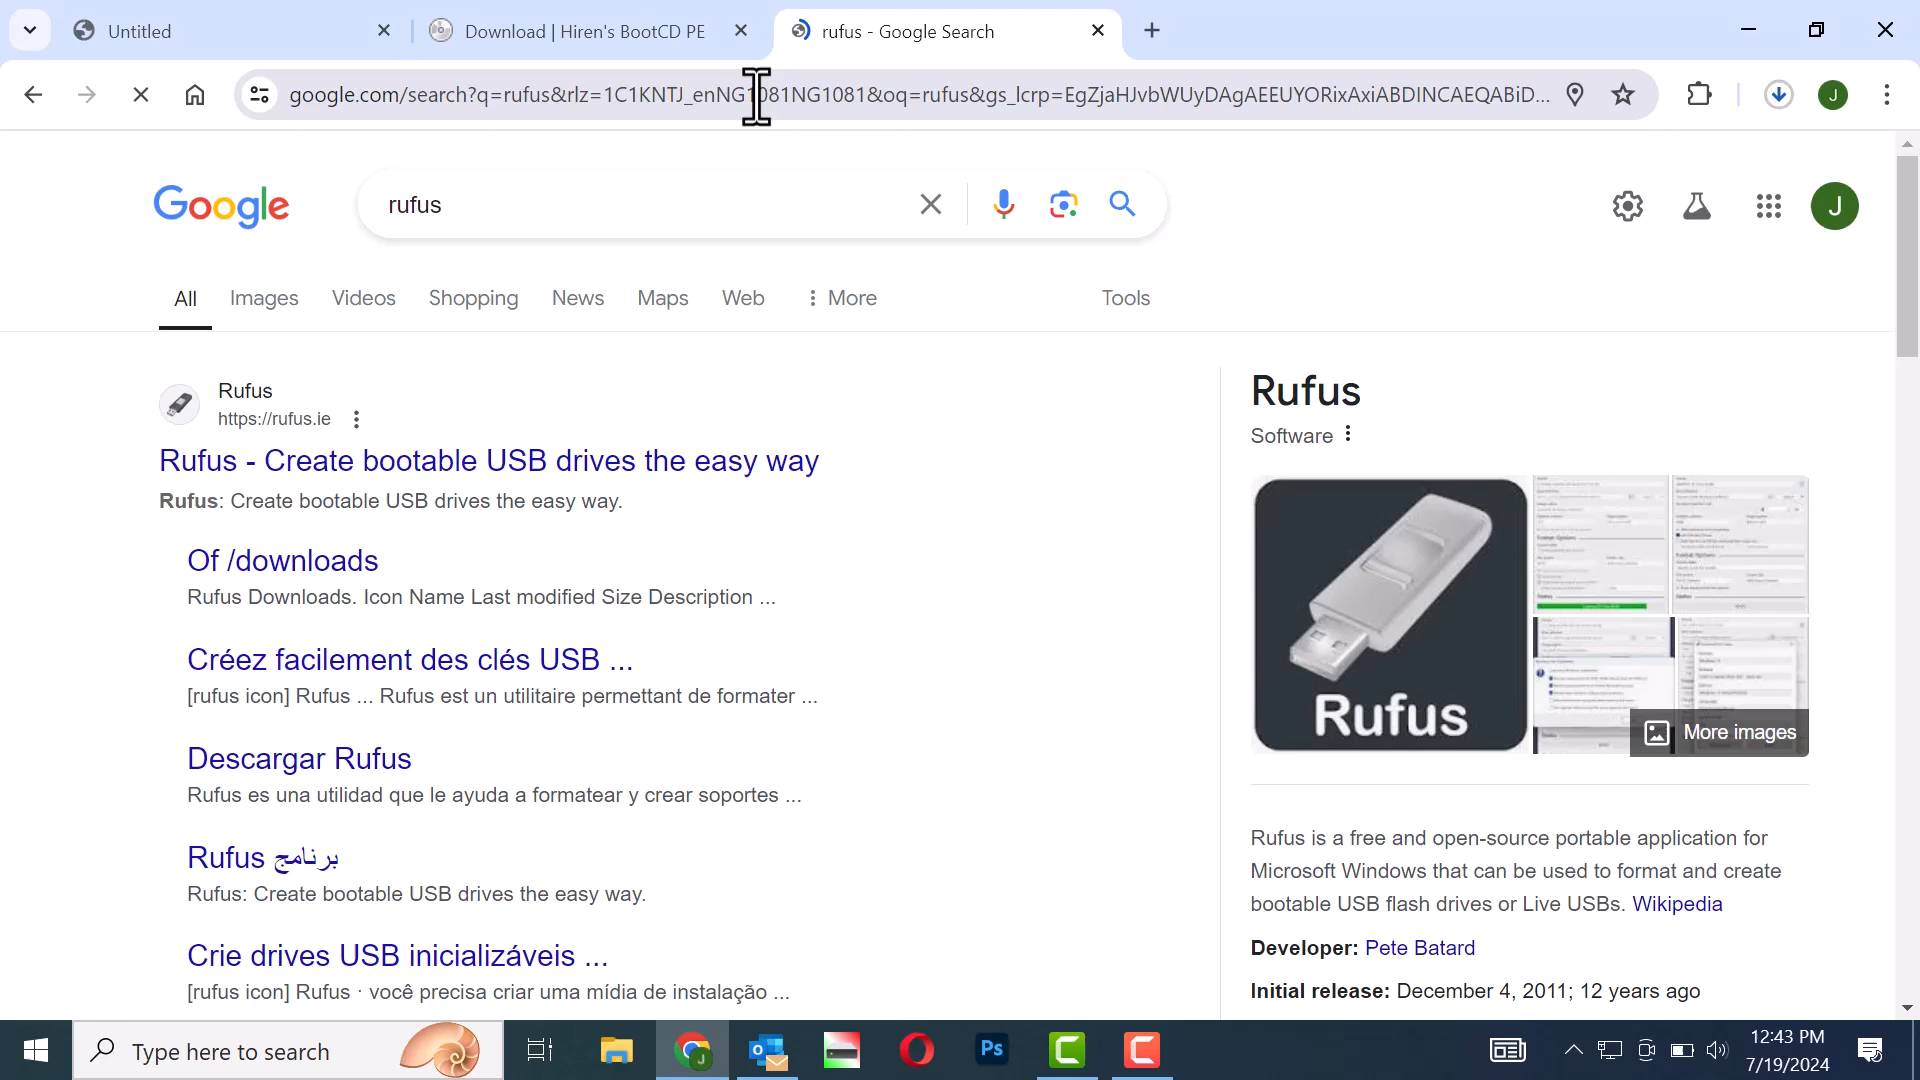 Untitled
Download | Hiren's BootCD PE
rufus - Google Search
google.com/search?q=rufus&rlz=1C1KNTJ_enNG1081NG1081&oq=rufus&gs_lcrp=EgZjaHJvbWUyDAgAEEUYORixAxiABDINCAEQABiD...
J
Google
rufus
J
All
Images
Videos
Shopping
News
Maps
Web
More
Tools
Rufus
https://rufus.ie
Rufus - Create bootable USB drives the easy way
Rufus: Create bootable USB drives the easy way.
Of /downloads
Rufus Downloads. Icon Name Last modified Size Description ...
Créez facilement des clés USB ...
[rufus icon] Rufus ... Rufus est un utilitaire permettant de formater ...
Descargar Rufus
Rufus es una utilidad que le ayuda a formatear y crear soportes ...
Rufus برنامج
Rufus: Create bootable USB drives the easy way.
Crie drives USB inicializáveis ...
[rufus icon] Rufus · você precisa criar uma mídia de instalação ...
Rufus
Software
Rufus
More images
Rufus is a free and open-source portable application for
Microsoft Windows that can be used to format and create
bootable USB flash drives or Live USBs. Wikipedia
Developer: Pete Batard
Initial release: December 4, 2011; 12 years ago
Type here to search
J
Ps
12:43 PM
7/19/2024